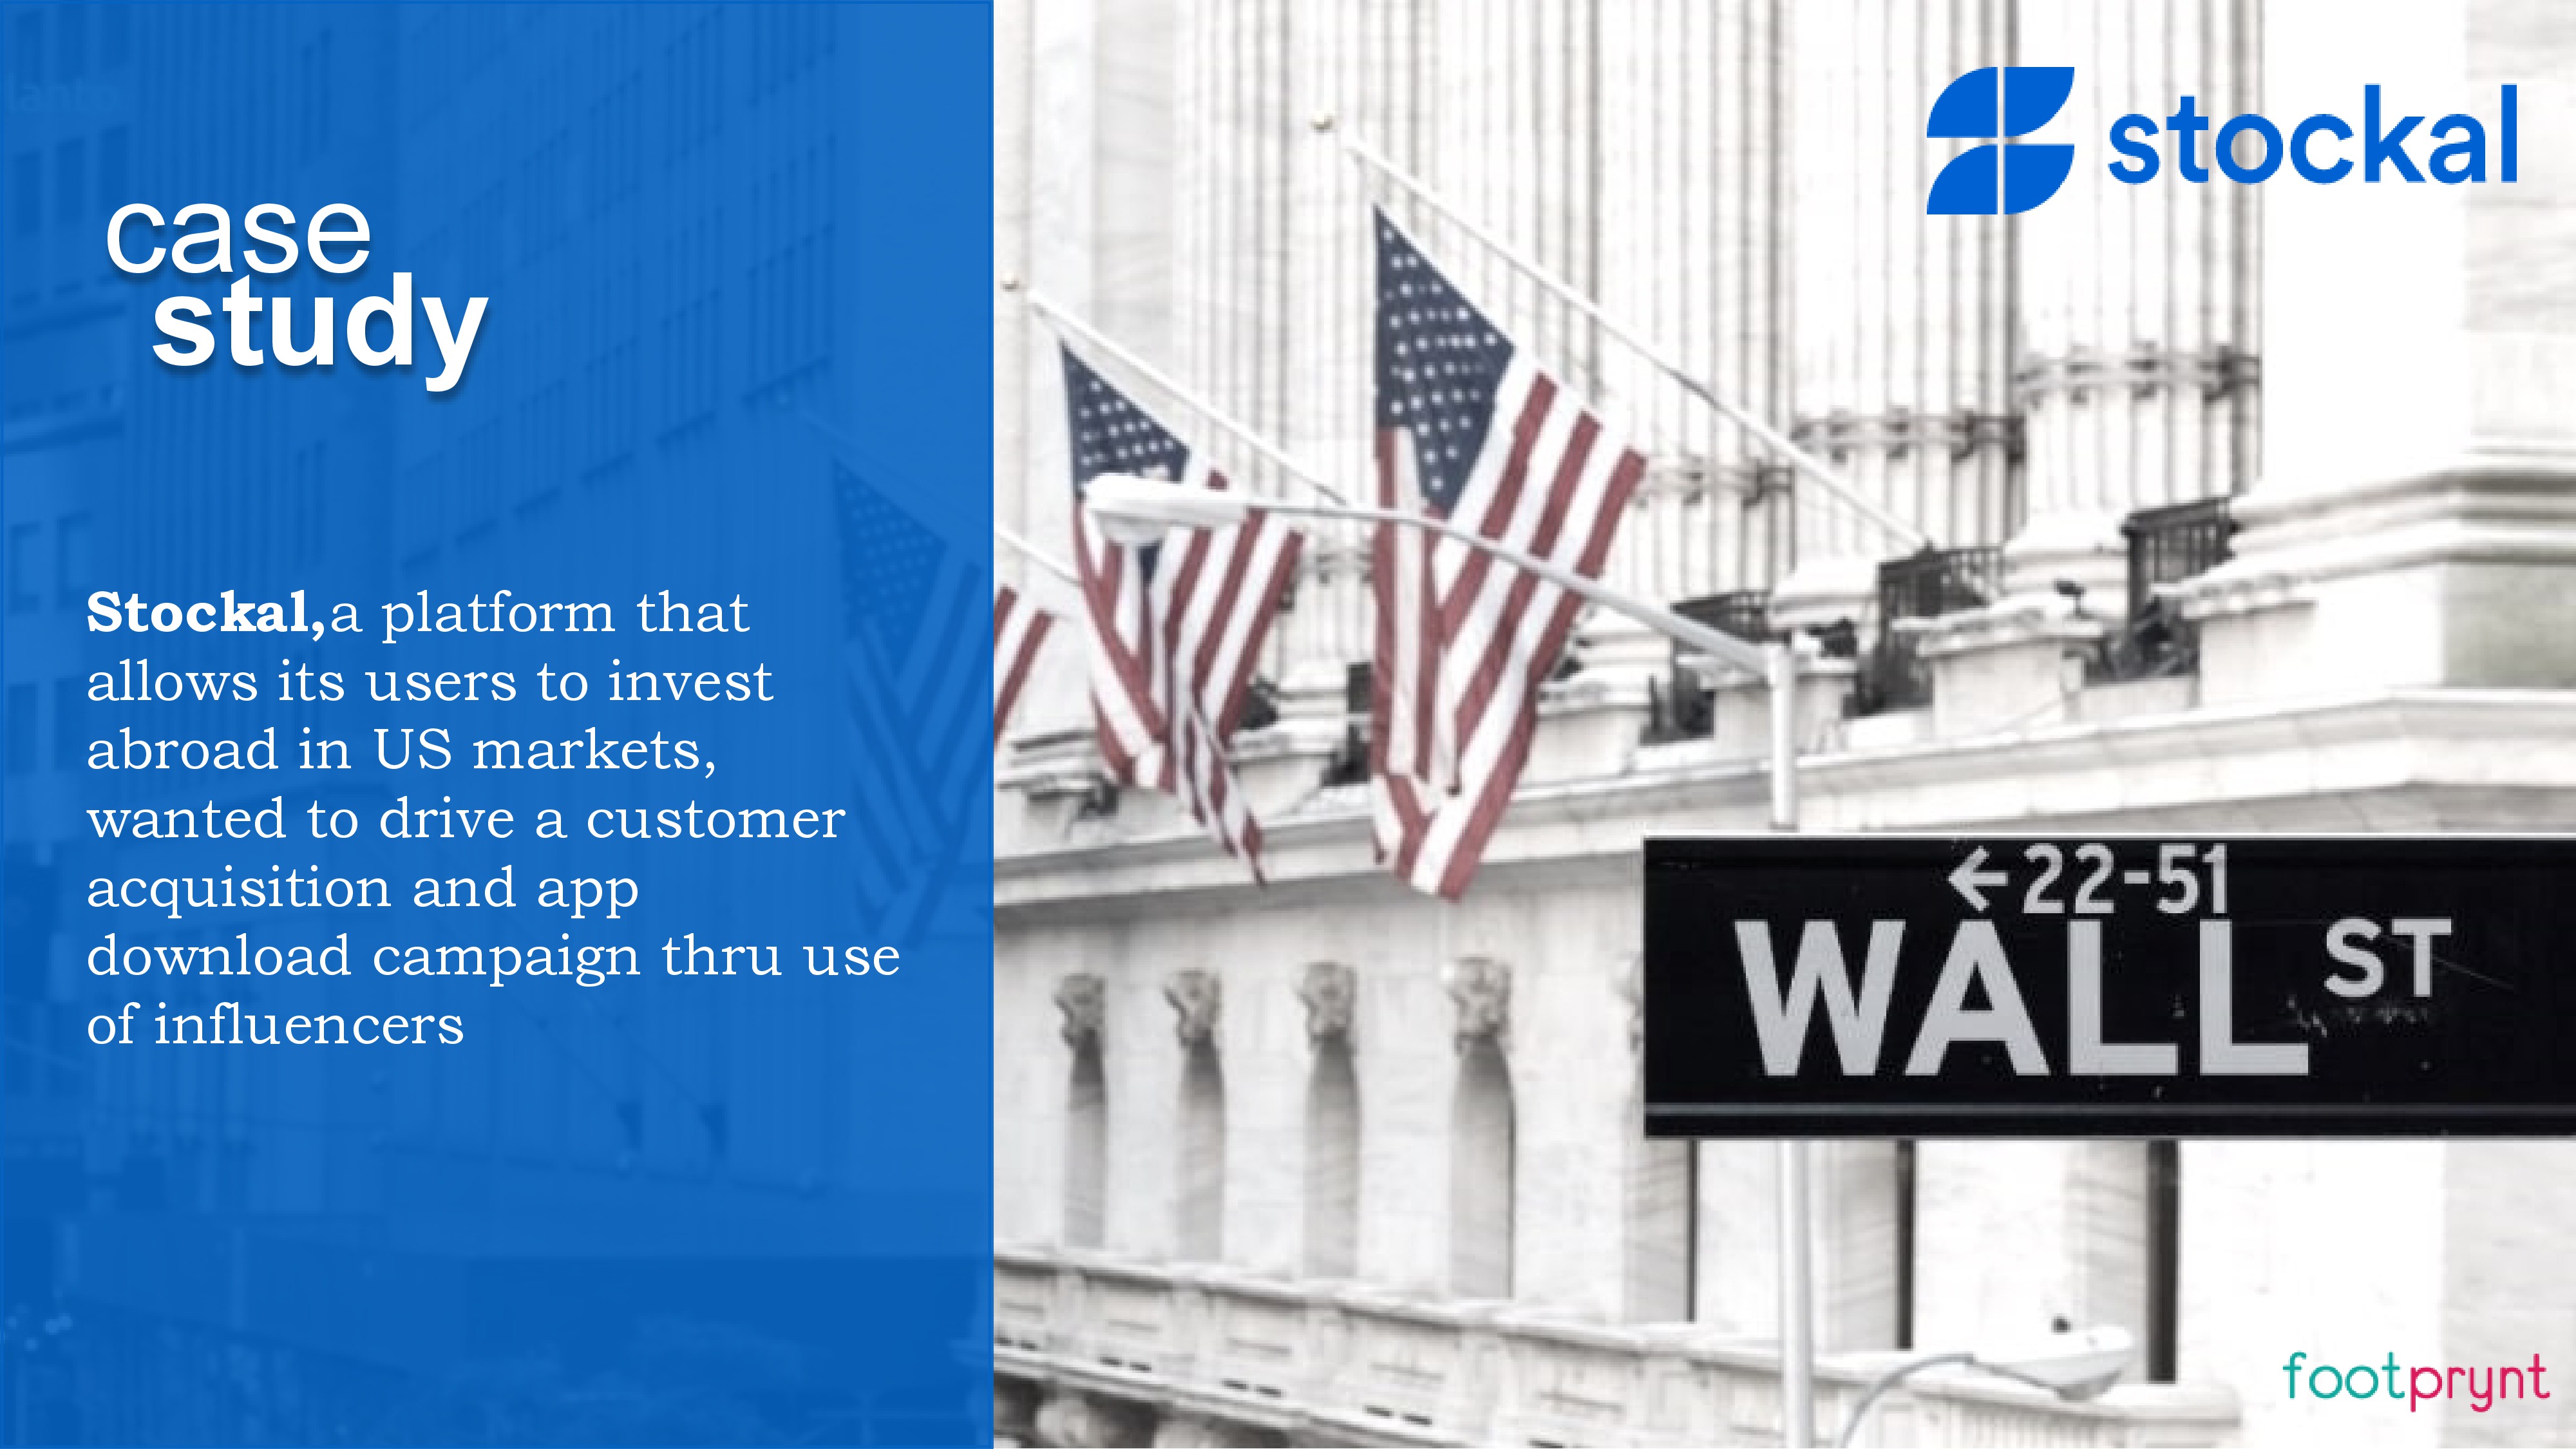 case
study
stockal
Stockal,a platform that
allows its users to invest
abroad in US markets,
wanted to drive a customer
acquisition and app
download campaign thru use
of influencers
←22-51
WALL ST
footprynt